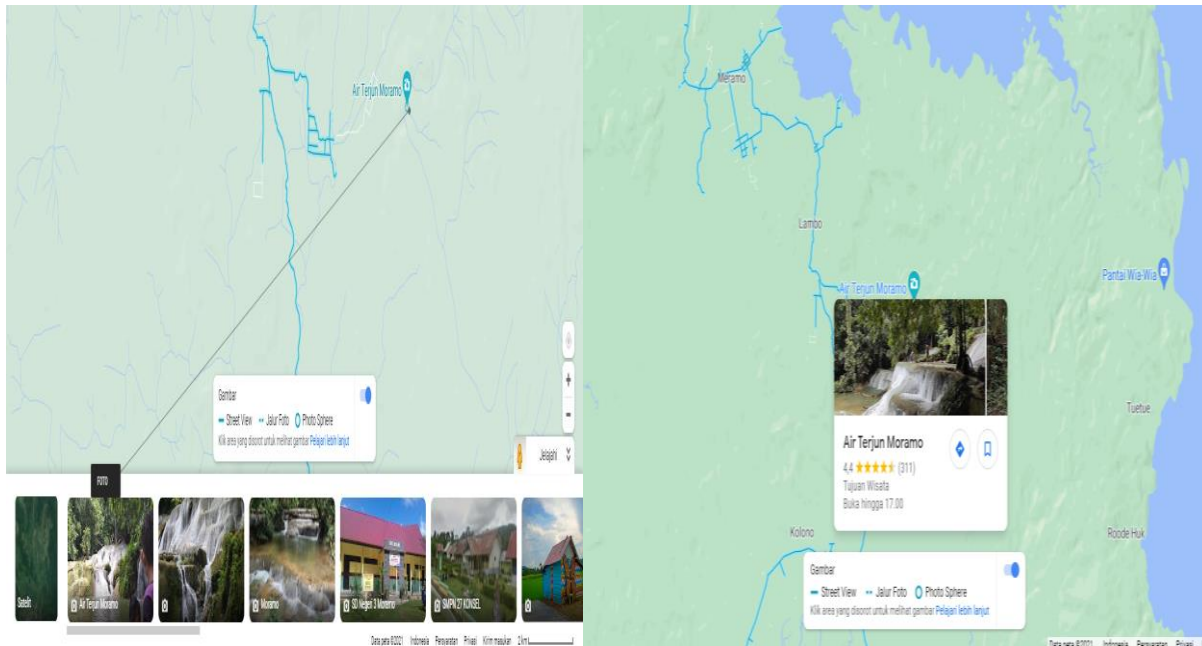 Air Terjun Moramo
Gambar
Street View Jalur Foto Photo Sphere
Klik area yang disorot untuk melihat gambar Pelajari lebih lanjut
Jelajahi
FOTO
Satelit
Air Terjun Moramo
Moramo
SD Negeri 3 Moramo
SMPN 27 KONSEL
Data peta ©2021 Indonesia Persyaratan Privasi Kirim masukan 2 km
Meramo
Lambo
Air Terjun Moramo
Pantai Wia-Wia
Tuetue
Air Terjun Moramo
4,4 (311)
Tujuan Wisata
Buka hingga 17.00
Kolono
Roode Huk
Gambar
Street View Jalur Foto Photo Sphere
Klik area yang disorot untuk melihat gambar Pelajari lebih lanjut
Data peta ©2021 Indonesia Persyaratan Privasi